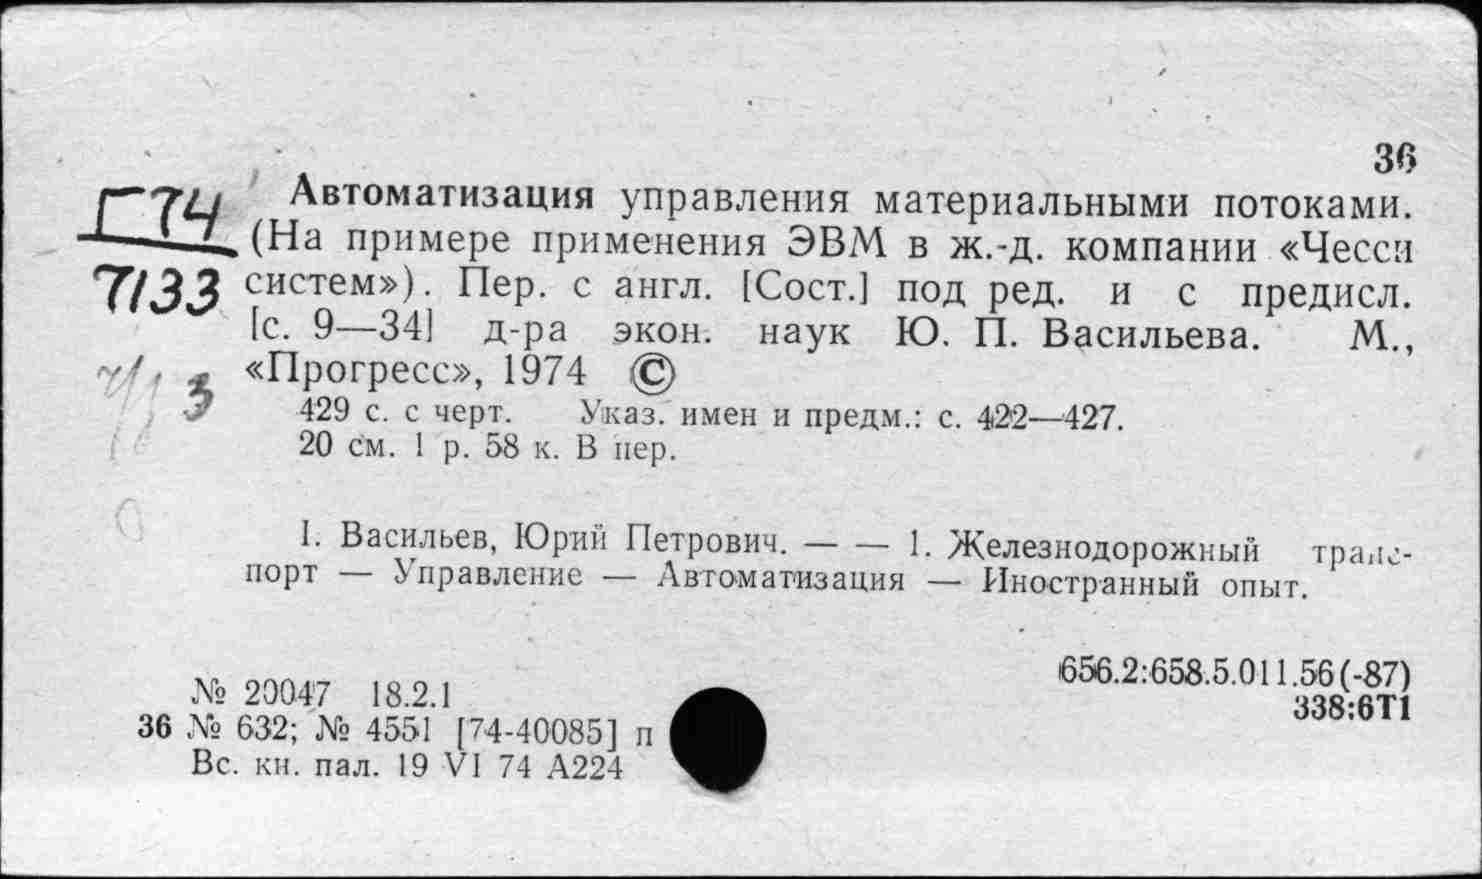 36
Г74 Автоматизация управления материальными потоками.
(На примере применения ЭВМ в ж.-д. компании «Чесси
7133 систем»). Пер. с англ. [Сост.] под ред. и с предисл.
[с. 9—34] д-ра экон. наук Ю. П. Васильева. М.,
«Прогресс», 1974 ©
3
429 с. с черт. Указ. имен и предм.: с. 422—427.
20 см. 1 р. 58 к. В пер.
I. Васильев, Юрий Петрович. — — 1. Железнодорожный транс-
порт — Управление — Автоматизация — Иностранный опыт.
656.2:658.5.011.56(-87)
338:6Т1
№ 20047 18.2.1
36 № 632; № 4551 [74-40085] п
Вс. кн. пал. 19 VI 74 А224